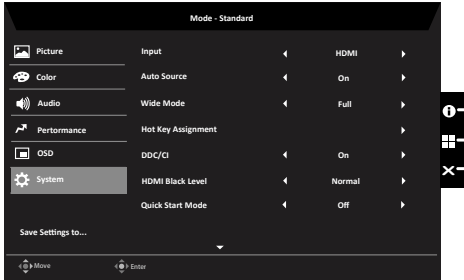 Mode - Standard
Picture
Input HDMI
Color
Auto Source On
Audio
Wide Mode Full
Pertormance
Hot Key Assignment
OSD
DDC/CI On
System
HDMI Black Level Normal
Quick Start Mode Off
Save Settings to...
Move Enter